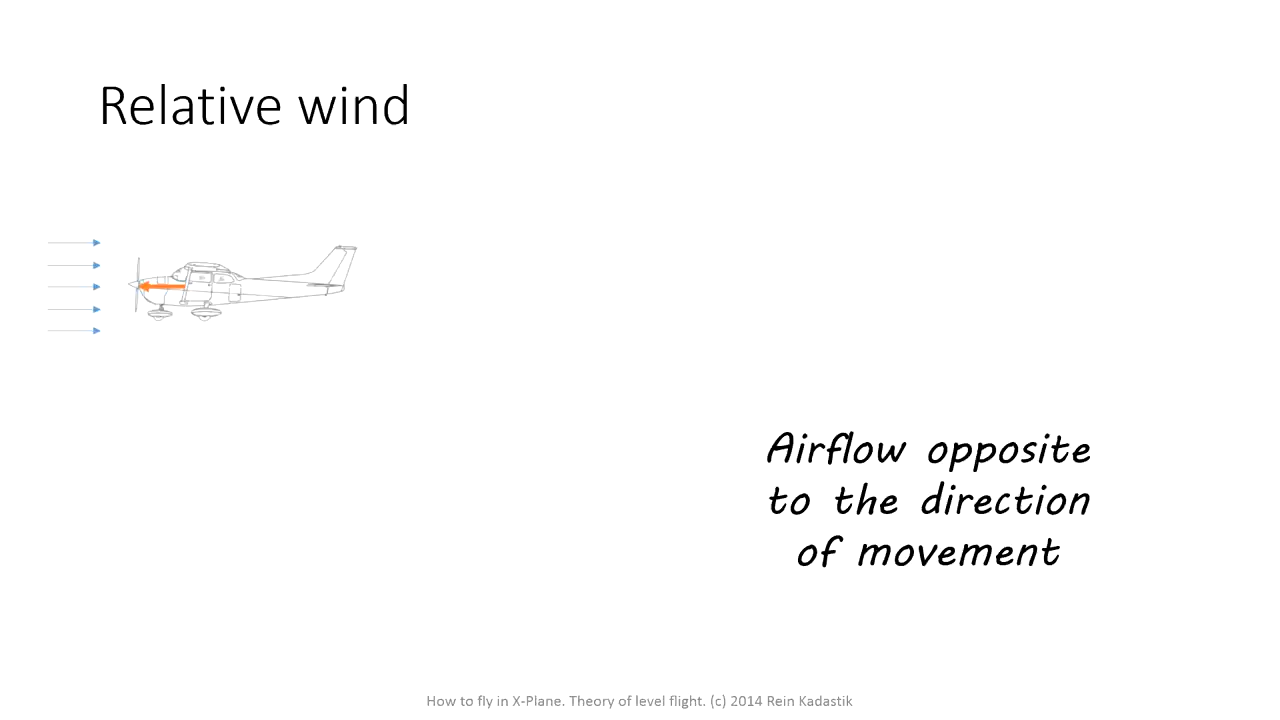 Relative wind
Airflow opposite
to the direction
of movement
How to fly in X-Plane. Theory of level flight. (c) 2014 Rein Kadastik